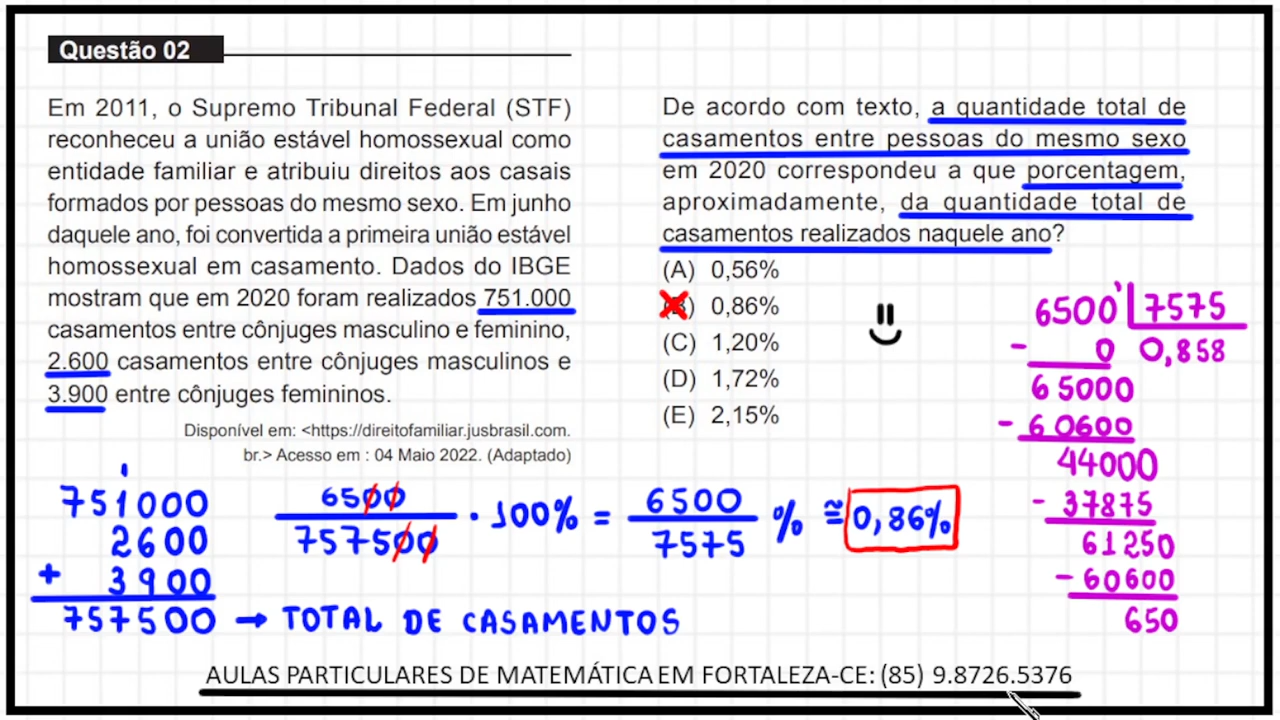 Questão 02
Em 2011, o Supremo Tribunal Federal (STF)
reconheceu a união estável homossexual como
entidade familiar e atribuiu direitos aos casais
formados por pessoas do mesmo sexo. Em junho
daquele ano, foi convertida a primeira união estável
homossexual em casamento. Dados do IBGE
mostram que em 2020 foram realizados 751.000
casamentos entre cônjuges masculino e feminino,
2.600 casamentos entre cônjuges masculinos e
3.900 entre cônjuges femininos.
Disponível em: <https://direitofamiliar.jusbrasil.com.
br.> Acesso em : 04 Maio 2022. (Adaptado)
De acordo com texto, a quantidade total de
casamentos entre pessoas do mesmo sexo
em 2020 correspondeu a que porcentagem,
aproximadamente, da quantidade total de
casamentos realizados naquele ano?
(A) 0,56%
(B) 0,86%
(C) 1,20%
(D) 1,72%
(E) 2,15%
6500' 7575
- 0 0,858
65000
- 60600
44000
- 37875
61250
- 60600
650
1
751000
2600
+ 3900
757500 → TOTAL DE CASAMENTOS
6500
757500 · 100% = 6500
7575 % ≅ 0,86%
AULAS PARTICULARES DE MATEMÁTICA EM FORTALEZA-CE: (85) 9.8726.5376